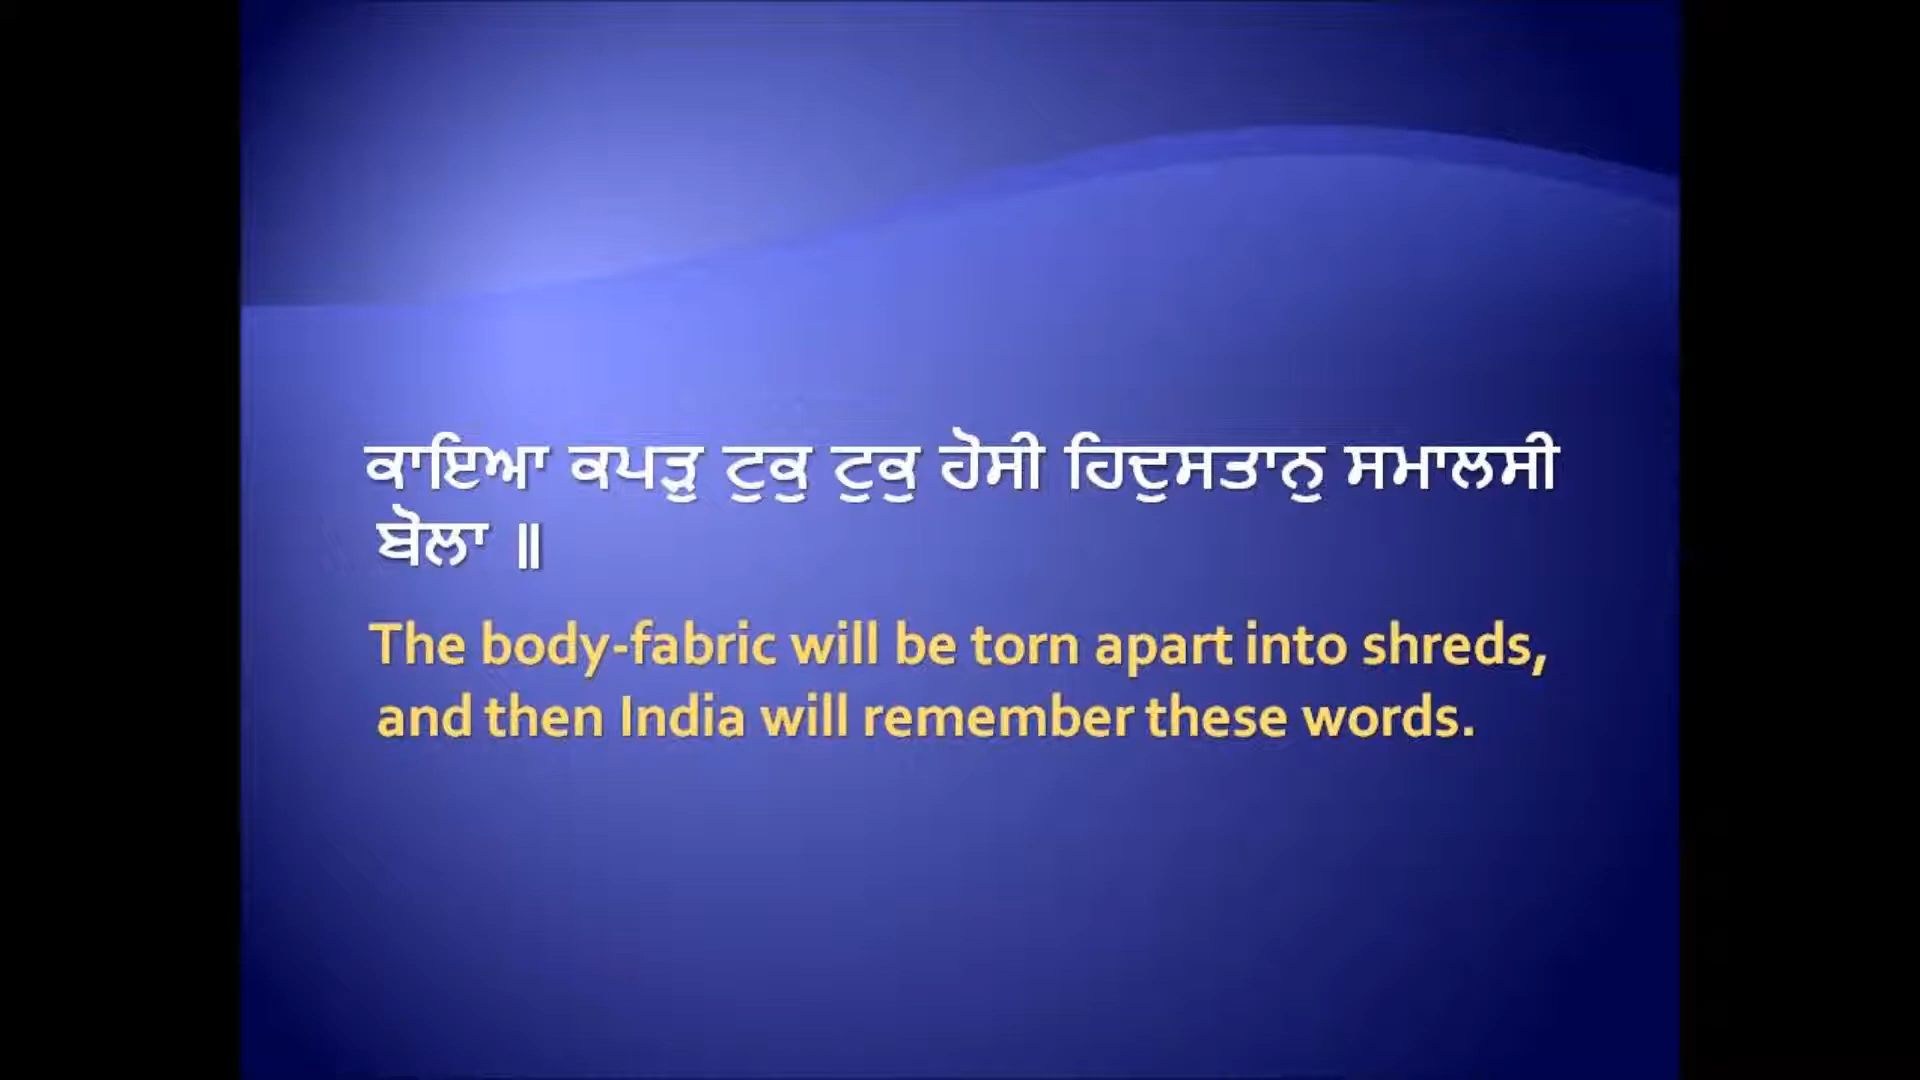 ਕਾਇਆ ਕਪੜੁ ਟੁਕੁ ਟੁਕੁ ਹੋਸੀ ਹਿਦੁਸਤਾਨੁ ਸਮਾਲਸੀ
ਬੋਲਾ ॥
The body-fabric will be torn apart into shreds,
and then India will remember these words.